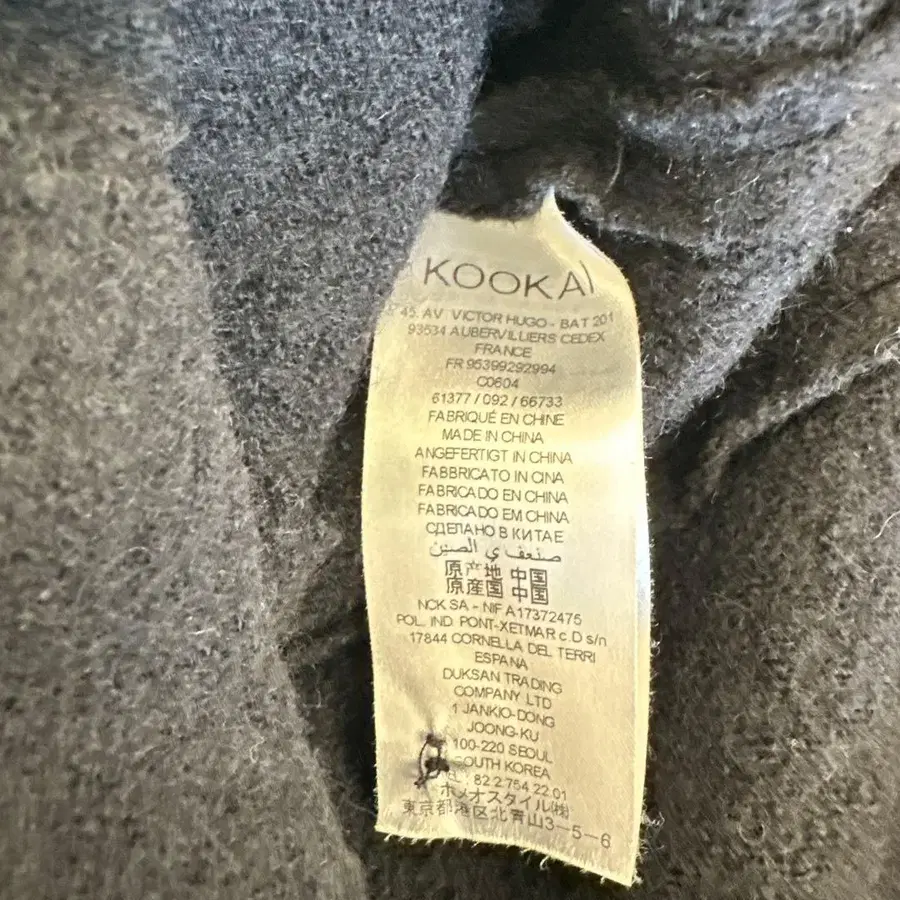 KOOKAI
45, AV VICTOR HUGO - BAT 201
93534 AUBERVILLIERS CEDEX
FRANCE
FR 95399292994
C0604
61377 / 092 / 66733
FABRIQUÉ EN CHINE
MADE IN CHINA
ANGEFERTIGT IN CHINA
FABBRICATO IN CINA
FABRICADO EN CHINA
FABRICADO EM CHINA
СДЕЛАНО В КИТАЕ
صنعف ي الصين
原产地 中国
原産国 中国
NCK SA - NIF A17372475
POL. IND. PONT-XETMAR c.D s/n
17844 CORNELLA DEL TERRI
ESPANA
DUKSAN TRADING
COMPANY LTD
1 JANKIO-DONG
JOONG-KU
100-220 SEOUL
SOUTH KOREA
TEL : 82 2 754 22 01
ホメオスタイル(株)
東京都港区北青山3-5-6